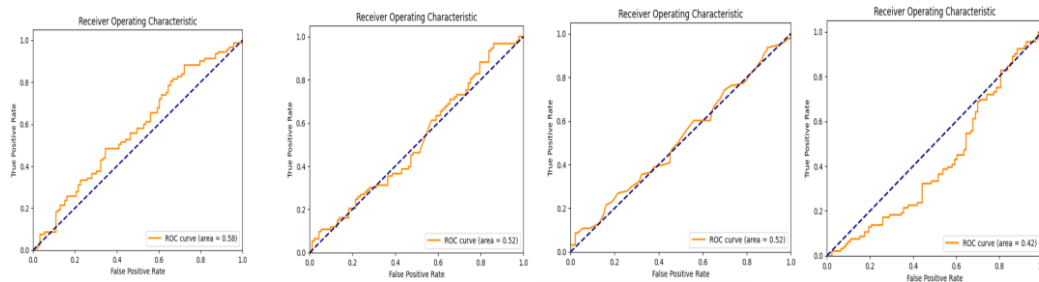 Receiver Operating Characteristic
1.0
0.8
0.6
0.4
0.2
0.0
True Positive Rate
ROC curve (area = 0.58)
0.0 0.2 0.4 0.6 0.8 1.0
False Positive Rate
Receiver Operating Characteristic
1.0
0.8
0.6
0.4
0.2
0.0
True Positive Rate
ROC curve (area = 0.52)
0.0 0.2 0.4 0.6 0.8 1.0
False Positive Rate
Receiver Operating Characteristic
1.0
0.8
0.6
0.4
0.2
0.0
True Positive Rate
ROC curve (area = 0.52)
0.0 0.2 0.4 0.6 0.8 1.0
False Positive Rate
Receiver Operating Characteristic
1.0
0.8
0.6
0.4
0.2
0.0
True Positive Rate
ROC curve (area = 0.42)
0.0 0.2 0.4 0.6 0.8 1.0
False Positive Rate